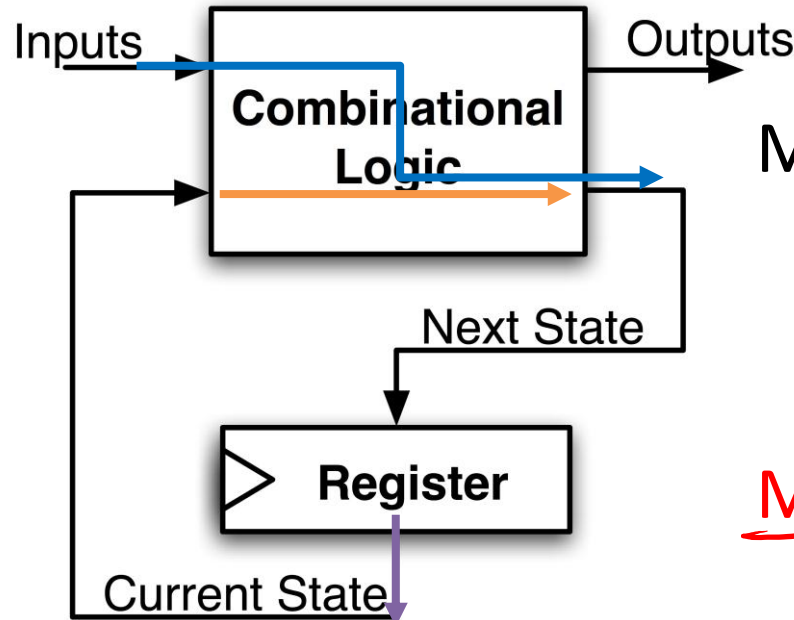 Inputs
Outputs
Combinational
Logic
M
Next State
Register
M
Current State